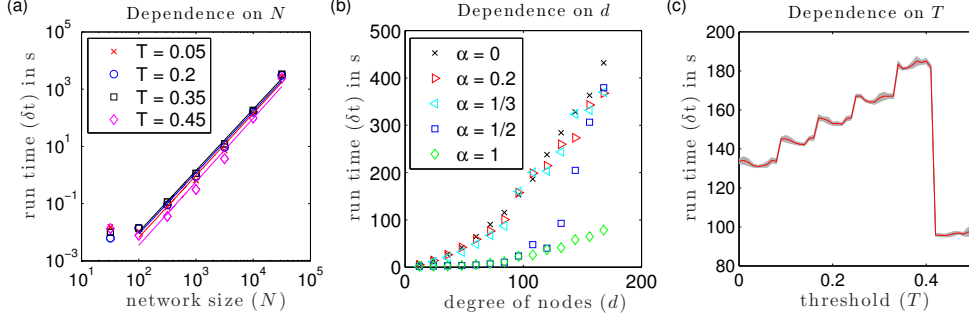 (a)
Dependence on N
run time (δt) in s
10^5
10^3
10^1
10^-1
10^-3
T = 0.05
T = 0.2
T = 0.35
T = 0.45
10^1
10^2
10^3
10^4
10^5
network size (N)
(b)
Dependence on d
run time (δt) in s
500
400
300
200
100
0
α = 0
α = 0.2
α = 1/3
α = 1/2
α = 1
0
100
200
degree of nodes (d)
(c)
Dependence on T
run time (δt) in s
200
180
160
140
120
100
80
0
0.2
0.4
threshold (T)